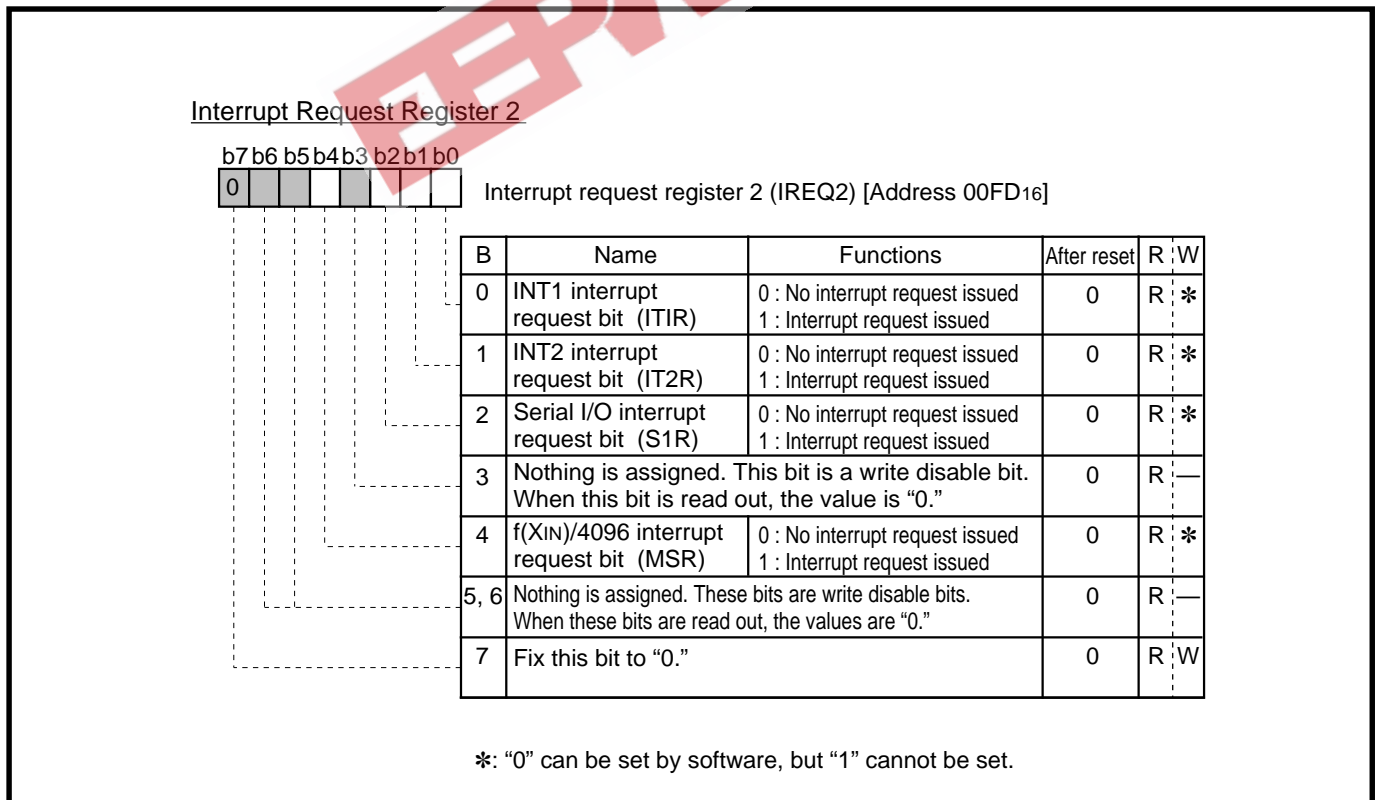 Interrupt Request Register 2
b7 b6 b5 b4 b3 b2 b1 b0
0
Interrupt request register 2 (IREQ2) [Address 00FD16]
B Name Functions After reset R W
0 INT1 interrupt request bit (ITIR) 0 : No interrupt request issued 1 : Interrupt request issued 0 R ✻
1 INT2 interrupt request bit (IT2R) 0 : No interrupt request issued 1 : Interrupt request issued 0 R ✻
2 Serial I/O interrupt request bit (S1R) 0 : No interrupt request issued 1 : Interrupt request issued 0 R ✻
3 Nothing is assigned. This bit is a write disable bit. When this bit is read out, the value is “0.” 0 R —
4 f(XIN)/4096 interrupt request bit (MSR) 0 : No interrupt request issued 1 : Interrupt request issued 0 R ✻
5, 6 Nothing is assigned. These bits are write disable bits. When these bits are read out, the values are “0.” 0 R —
7 Fix this bit to “0.” 0 R W
✻: “0” can be set by software, but “1” cannot be set.